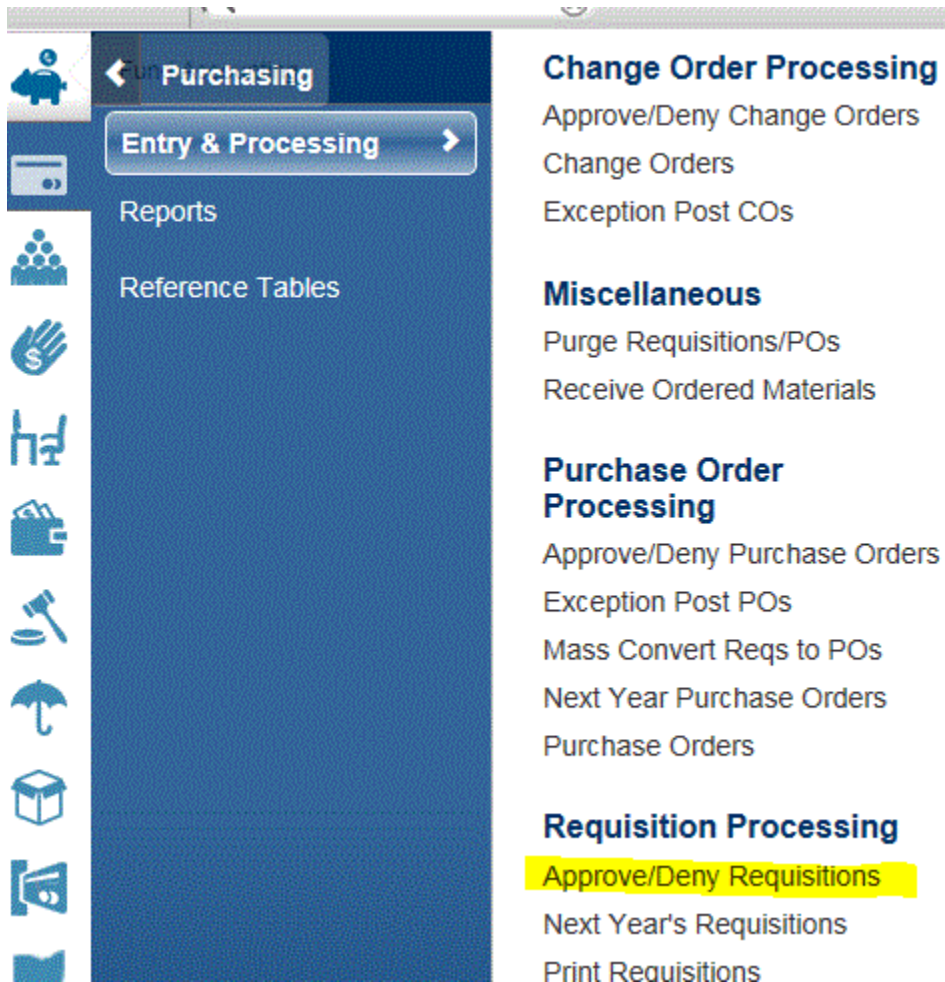 Purchasing
Entry & Processing
Reports
Reference Tables
Change Order Processing
Approve/Deny Change Orders
Change Orders
Exception Post COs
Miscellaneous
Purge Requisitions/POs
Receive Ordered Materials
Purchase Order
Processing
Approve/Deny Purchase Orders
Exception Post POs
Mass Convert Reqs to POs
Next Year Purchase Orders
Purchase Orders
Requisition Processing
Approve/Deny Requisitions
Next Year's Requisitions
Print Requisitions